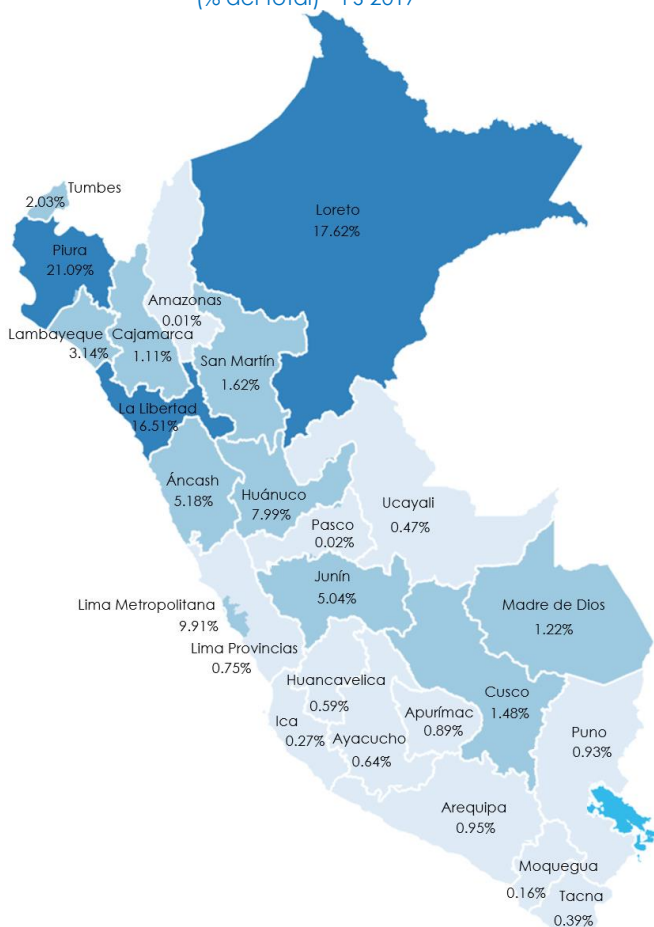 (% del total) - T3 2017
Tumbes
2.03%
Loreto
17.62%
Piura
21.09%
Amazonas
0.01%
Lambayeque
3.14%
Cajamarca
1.11%
San Martín
1.62%
La Libertad
16.51%
Áncash
5.18%
Huánuco
7.99%
Ucayali
0.47%
Pasco
0.02%
Junín
5.04%
Lima Metropolitana
9.91%
Madre de Dios
1.22%
Lima Provincias
0.75%
Huancavelica
0.59%
Cusco
1.48%
Apurímac
0.89%
Ica
0.27%
Ayacucho
0.64%
Puno
0.93%
Arequipa
0.95%
Moquegua
0.16%
Tacna
0.39%